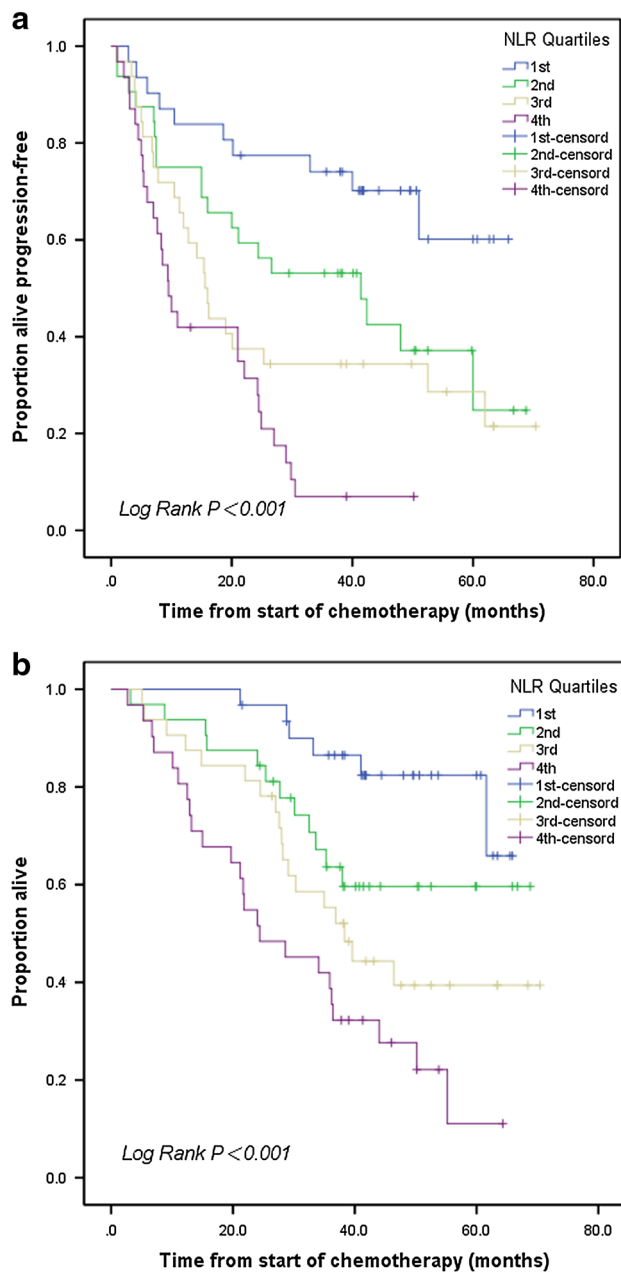 a
NLR Quartiles
1st
2nd
3rd
4th
1st-censord
2nd-censord
3rd-censord
4th-censord
Proportion alive progression-free
1.0
0.8
0.6
0.4
0.2
0.0
Log Rank P<0.001
.0 20.0 40.0 60.0 80.0
Time from start of chemotherapy (months)
b
NLR Quartiles
1st
2nd
3rd
4th
1st-censord
2nd-censord
3rd-censord
4th-censord
Proportion alive
1.0
0.8
0.6
0.4
0.2
0.0
Log Rank P<0.001
.0 20.0 40.0 60.0 80.0
Time from start of chemotherapy (months)